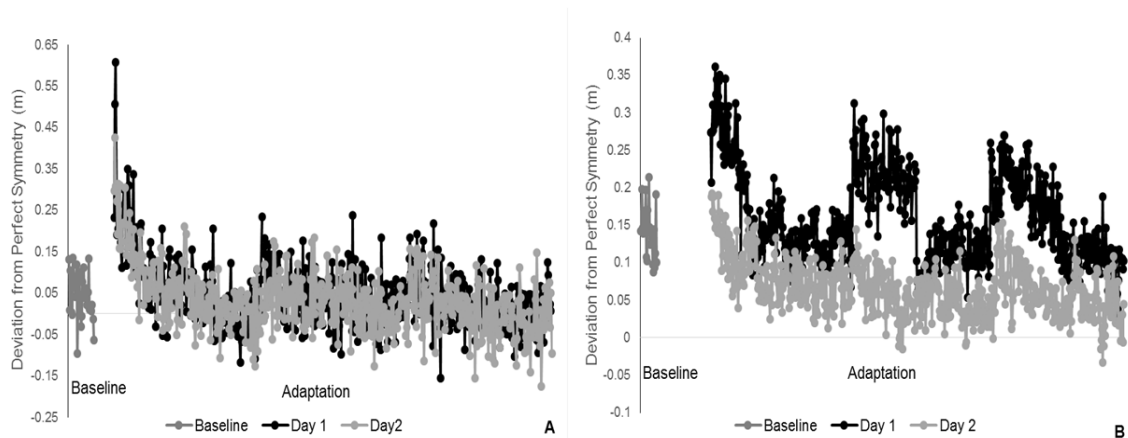 Deviation from Perfect Symmetry (m)
0.65
0.55
0.45
0.35
0.25
0.15
0.05
-0.05
-0.15
-0.25
Baseline
Adaptation
Baseline Day 1 Day2
A
Deviation from Perfect Symmetry (m)
0.4
0.35
0.3
0.25
0.2
0.15
0.1
0.05
0
-0.05
-0.1
Baseline
Adaptation
Baseline Day 1 Day 2
B